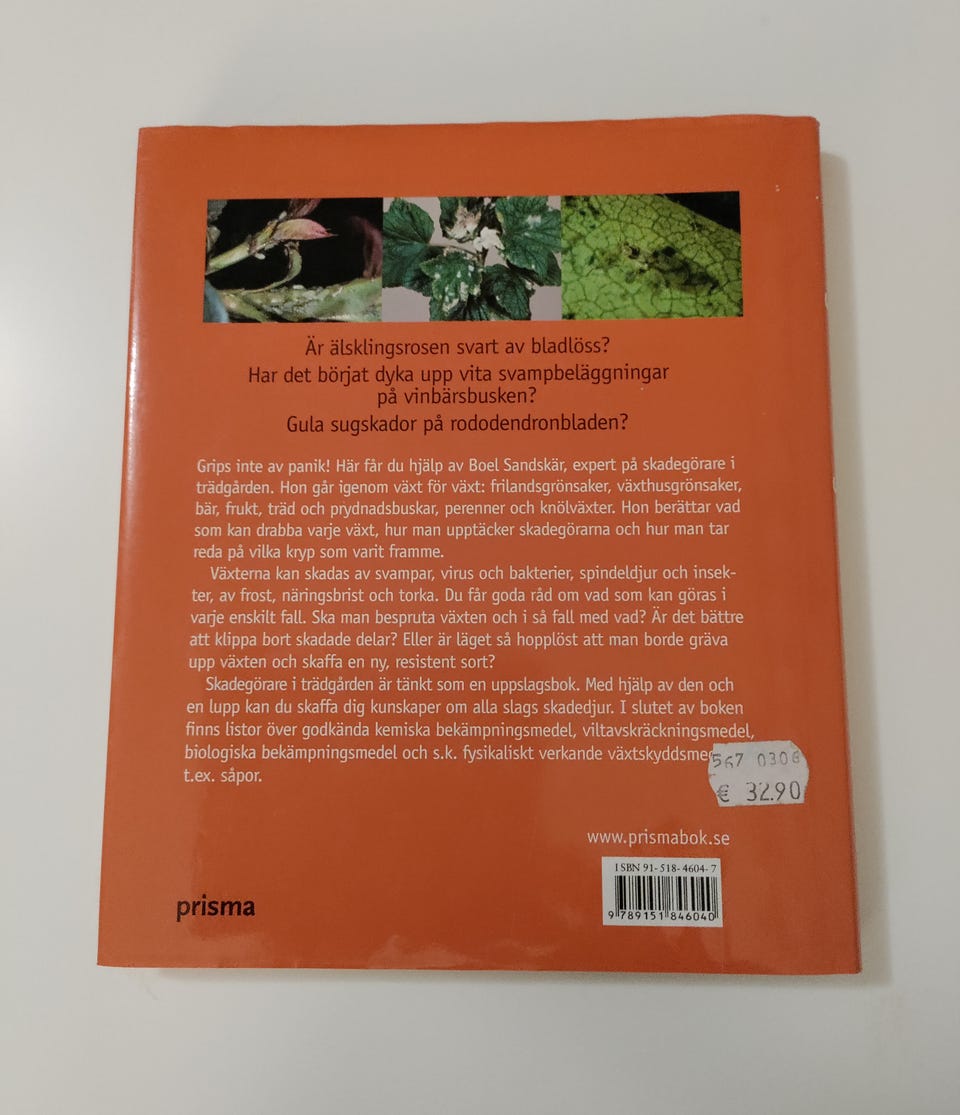 Är älsklingsrosen svart av bladlöss?
Har det börjat dyka upp vita svampbeläggningar
på vinbärsbusken?
Gula sugskador på rododendronbladen?
Grips inte av panik! Här får du hjälp av Boel Sandskär, expert på skadegörare i
trädgården. Hon går igenom växt för växt: frilandsgrönsaker, växthusgrönsaker,
bär, frukt, träd och prydnadsbuskar, perenner och knölväxter. Hon berättar vad
som kan drabba varje växt, hur man upptäcker skadegörarna och hur man tar
reda på vilka kryp som varit framme.
Växterna kan skadas av svampar, virus och bakterier, spindeldjur och insek-
ter, av frost, näringsbrist och torka. Du får goda råd om vad som kan göras i
varje enskilt fall. Ska man bespruta växten och i så fall med vad? Är det bättre
att klippa bort skadade delar? Eller är läget så hopplöst att man borde gräva
upp växten och skaffa en ny, resistent sort?
Skadegörare i trädgården är tänkt som en uppslagsbok. Med hjälp av den och
en lupp kan du skaffa dig kunskaper om alla slags skadedjur. I slutet av boken
finns listor över godkända kemiska bekämpningsmedel, viltavskräckningsmedel,
biologiska bekämpningsmedel och s.k. fysikaliskt verkande
t.ex. såpor.
567 0306
€ 32.90
www.prismabok.se
ISBN 91-518-4604-7
9 789151 846040
prisma